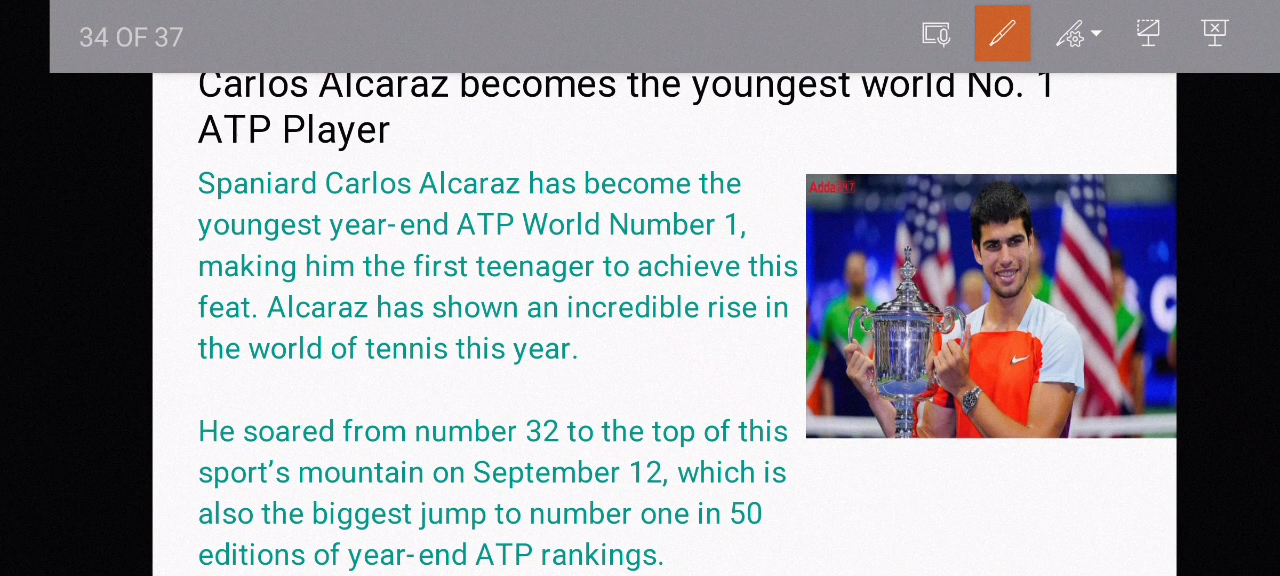 34 OF 37
Carlos Alcaraz becomes the youngest world No. 1
ATP Player
Spaniard Carlos Alcaraz has become the
youngest year-end ATP World Number 1,
making him the first teenager to achieve this
feat. Alcaraz has shown an incredible rise in
the world of tennis this year.
He soared from number 32 to the top of this
sport’s mountain on September 12, which is
also the biggest jump to number one in 50
editions of year-end ATP rankings.
Adda247